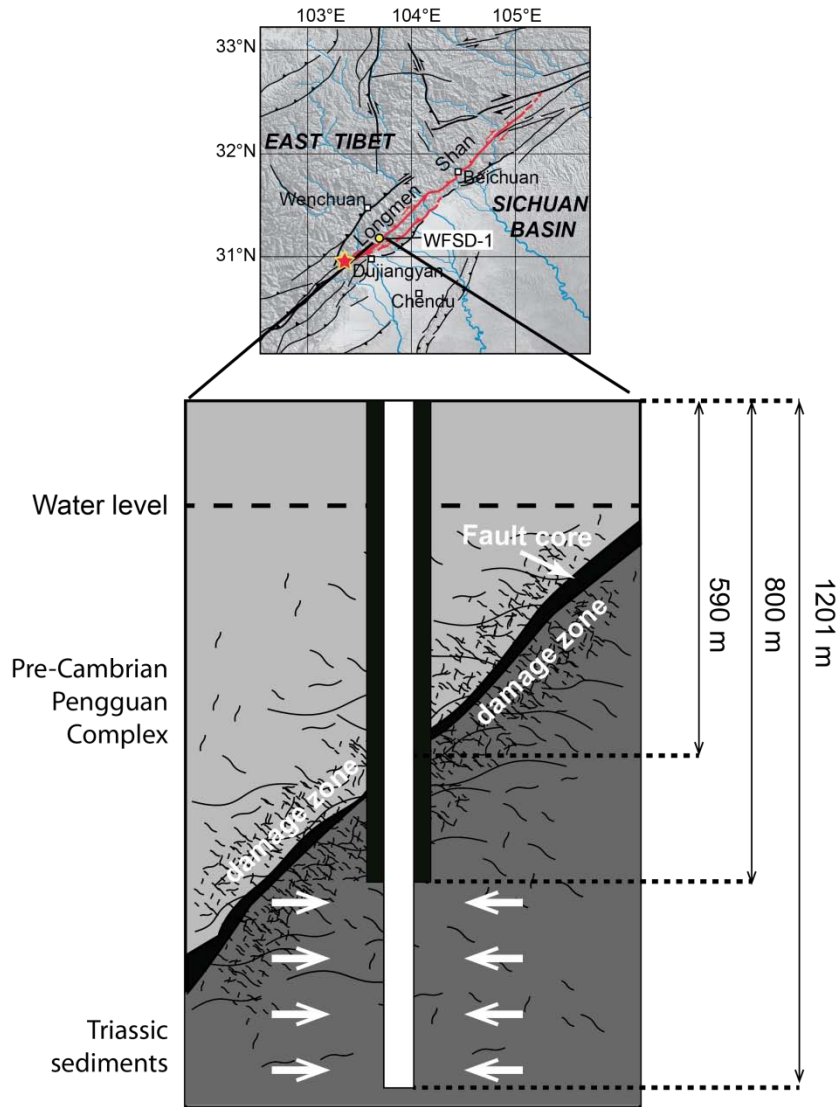 103°E 104°E 105°E
33°N
32°N
31°N
EAST TIBET
Shan
Beichuan
Wenchuan
Longmen
SICHUAN
BASIN
WFSD-1
Dujiangyan
Chendu
Water level
Fault core
damage zone
590 m
800 m
1201 m
Pre-Cambrian
Pengguan
Complex
damage zone
Triassic
sediments